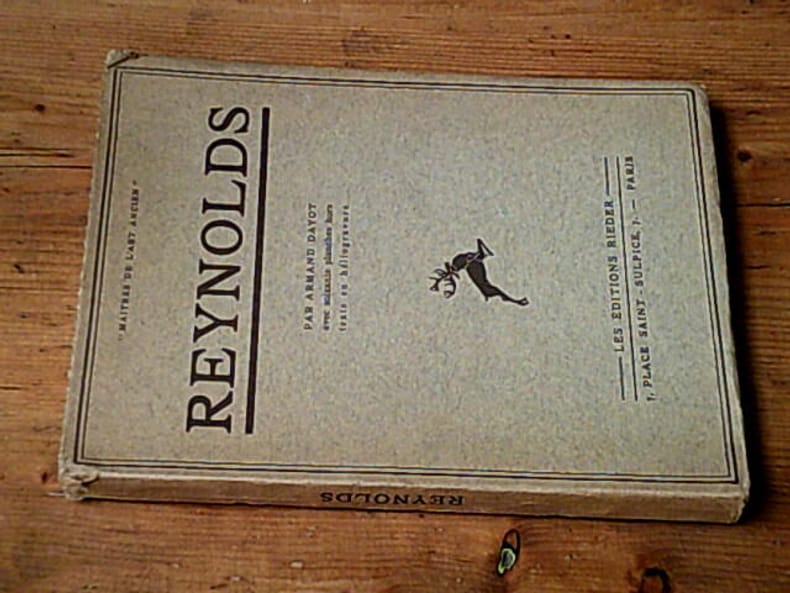 "MAITRES DE L'ART ANCIEN"
REYNOLDS
PAR ARMAND DAYOT
avec soixante planches hors
texte en héliogravure
LES EDITIONS RIEDER
7, PLACE SAINT-SULPICE, 7. — PARIS
REYNOLDS